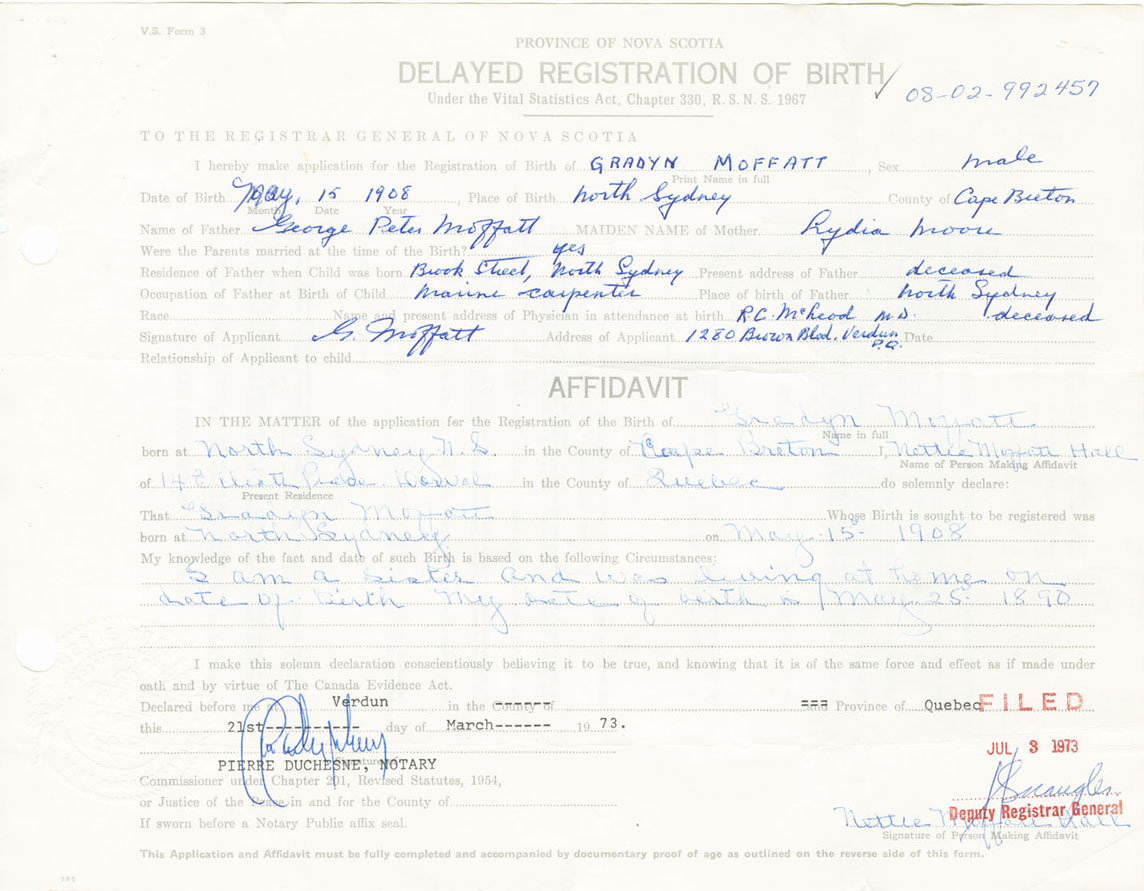 V.S. Form 3
PROVINCE OF NOVA SCOTIA
DELAYED REGISTRATION OF BIRTH
08-02-992457
Under the Vital Statistics Act, Chapter 330, R.S.N.S. 1967
TO THE REGISTRAR GENERAL OF NOVA SCOTIA
I hereby make application for the Registration of Birth of GRADYN MOFFATT, Sex male
Print Name in full
Date of Birth May, 15 1908, Place of Birth North Sydney County of Cape Breton
Month Date Year
Name of Father George Peter Moffatt MAIDEN NAME of Mother Lydia Moore
Were the Parents married at the time of the Birth? yes
Residence of Father when Child was born Brook Street, North Sydney Present address of Father deceased
Occupation of Father at Birth of Child Marine carpenter Place of birth of Father North Sydney
Race Name and present address of Physician in attendance at birth R.C. McLeod M.D. deceased
Signature of Applicant G. Moffatt Address of Applicant 1280 Brown Blvd. Verdun P.Q. Date
Relationship of Applicant to child
AFFIDAVIT
IN THE MATTER of the application for the Registration of the Birth of Gradyn Moffatt
Name in full
born at North Sydney N.S. in the County of Cape Breton I, Nettie Moffatt Hall
Name of Person Making Affidavit
of 14 Dorval in the County of Quebec do solemnly declare:
Present Residence
That Gradyn Moffatt Whose Birth is sought to be registered was
born at North Sydney on May 15 1908
My knowledge of the fact and date of such Birth is based on the following Circumstances:
I am a sister and was living at home on
date of birth My date of birth is May 25 1890
I make this solemn declaration conscientiously believing it to be true, and knowing that it is of the same force and effect as if made under
oath and by virtue of The Canada Evidence Act.
Declared before me at Verdun in the County of ------- and Province of Quebec
FILED
this 21st---------- day of March------ 1973.
JUL 3 1973
PIERRE DUCHESNE, NOTARY
Signature of
Commissioner under Chapter 201, Revised Statutes, 1954,
or Justice of the Peace in and for the County of
Deputy Registrar General
If sworn before a Notary Public affix seal.
Nettie Moffatt Hall
Signature of Person Making Affidavit
This Application and Affidavit must be fully completed and accompanied by documentary proof of age as outlined on the reverse side of this form.